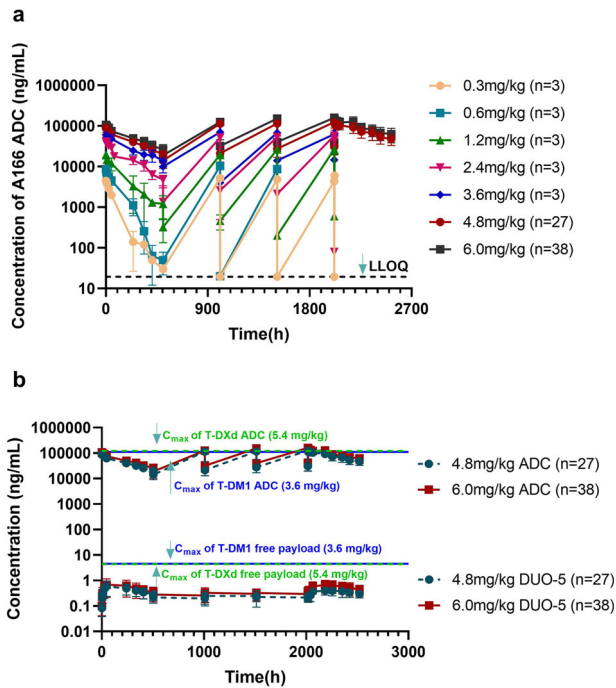 a
Concentration of A166 ADC (ng/mL)
1000000
100000
10000
1000
100
10
0
900
1800
2700
Time(h)
LLOQ
0.3mg/kg (n=3)
0.6mg/kg (n=3)
1.2mg/kg (n=3)
2.4mg/kg (n=3)
3.6mg/kg (n=3)
4.8mg/kg (n=27)
6.0mg/kg (n=38)
b
Concentration (ng/mL)
1000000
100000
10000
1000
100
10
1
0.1
0.01
0
1000
2000
3000
Time(h)
Cmax of T-DXd ADC (5.4 mg/kg)
Cmax of T-DM1 ADC (3.6 mg/kg)
Cmax of T-DM1 free payload (3.6 mg/kg)
Cmax of T-DXd free payload (5.4 mg/kg)
4.8mg/kg ADC (n=27)
6.0mg/kg ADC (n=38)
4.8mg/kg DUO-5 (n=27)
6.0mg/kg DUO-5 (n=38)